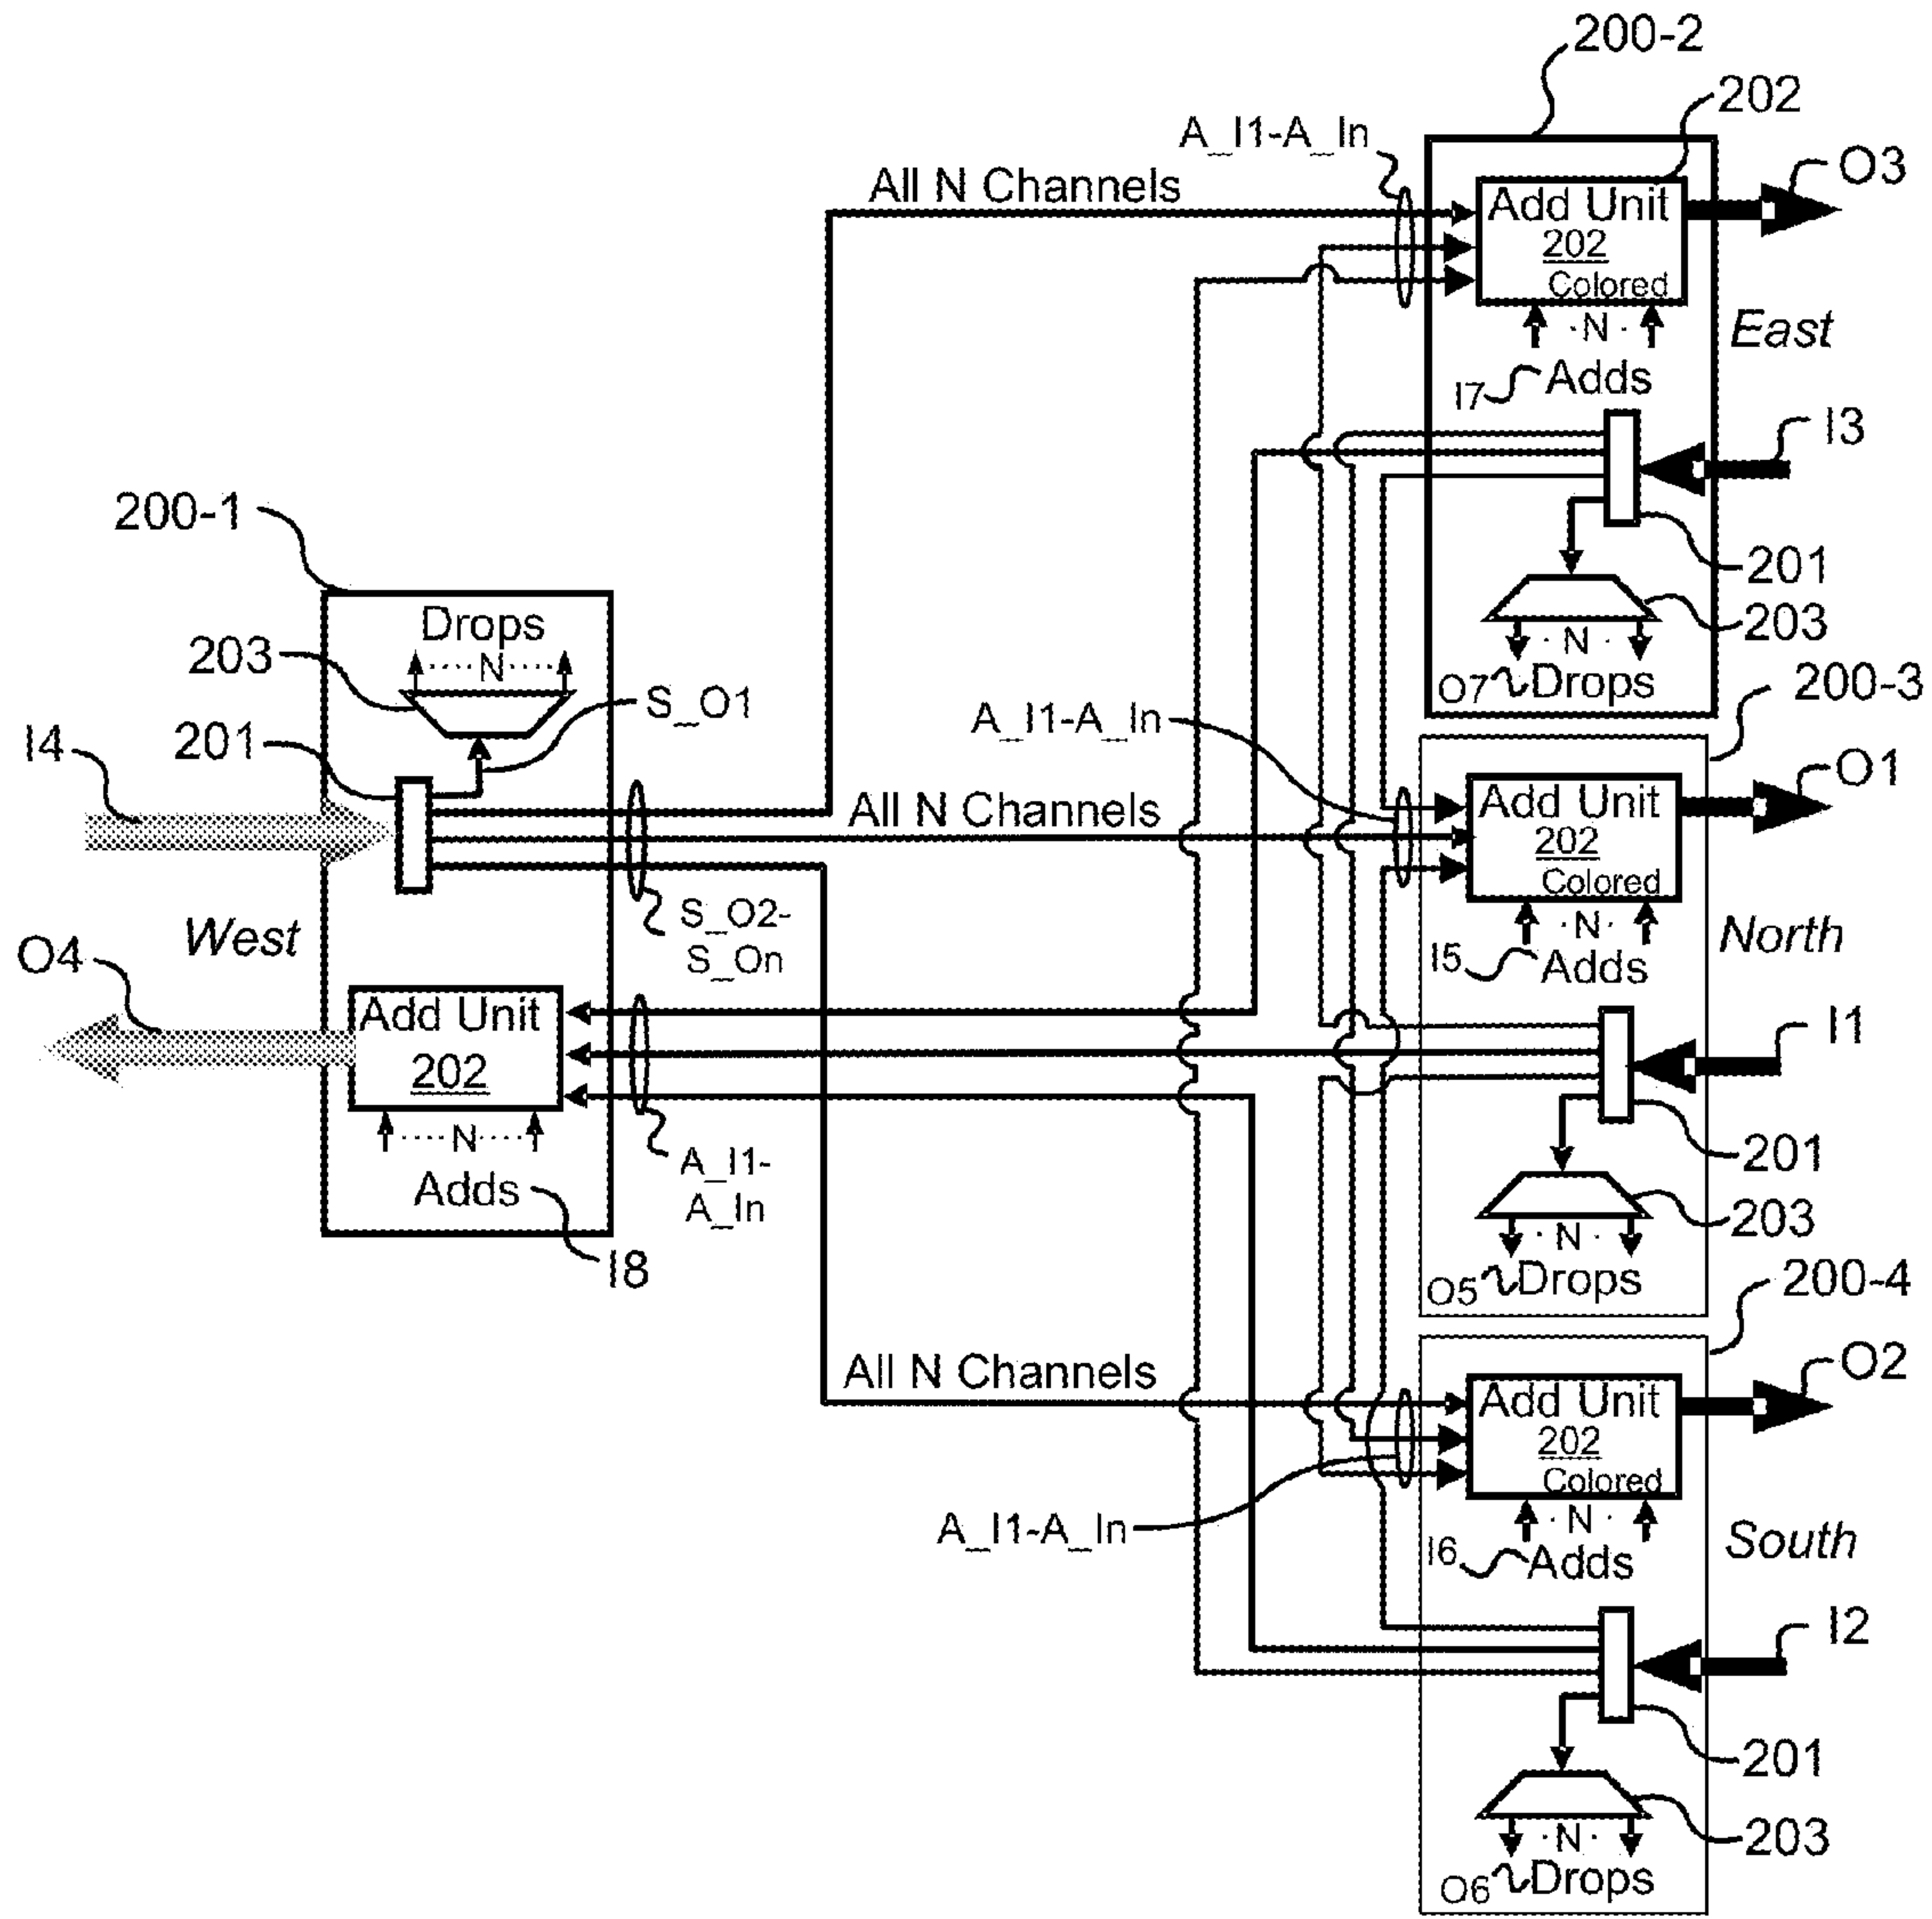 200-2
202
A_I1-A_In
O3
All N Channels
Add Unit
202
Colored
N
East
I7
Adds
I3
200-1
201
203
N
O7
Drops
Drops
203
N
S_O1
200-3
A_I1-A_In
I4
201
O1
All N Channels
Add Unit
202
Colored
S_O2-
S_On
N
West
North
O4
I5
Adds
Add Unit
202
I1
N
A_I1-
A_In
201
Adds
203
N
I8
O5
Drops
200-4
All N Channels
O2
Add Unit
202
Colored
A_I1-A_In
N
South
I6
Adds
I2
201
203
N
O6
Drops